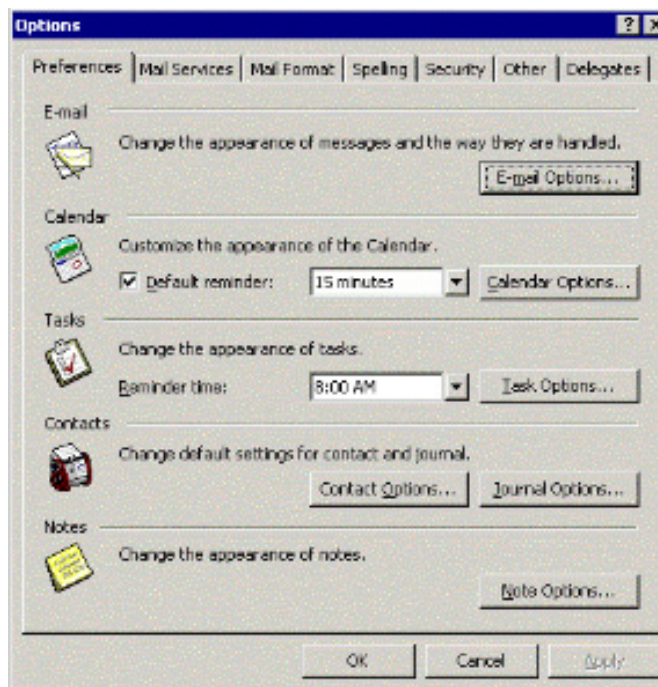 Options
Preferences Mail Services Mail Format Spelling Security Other Delegates
E-mail
Change the appearance of messages and the way they are handled.
E-mail Options...
Calendar
Customize the appearance of the Calendar.
Default reminder: 15 minutes Calendar Options...
Tasks
Change the appearance of tasks.
Reminder time: 8:00 AM Task Options...
Contacts
Change default settings for contact and journal.
Contact Options... Journal Options...
Notes
Change the appearance of notes.
Note Options...
OK Cancel Apply